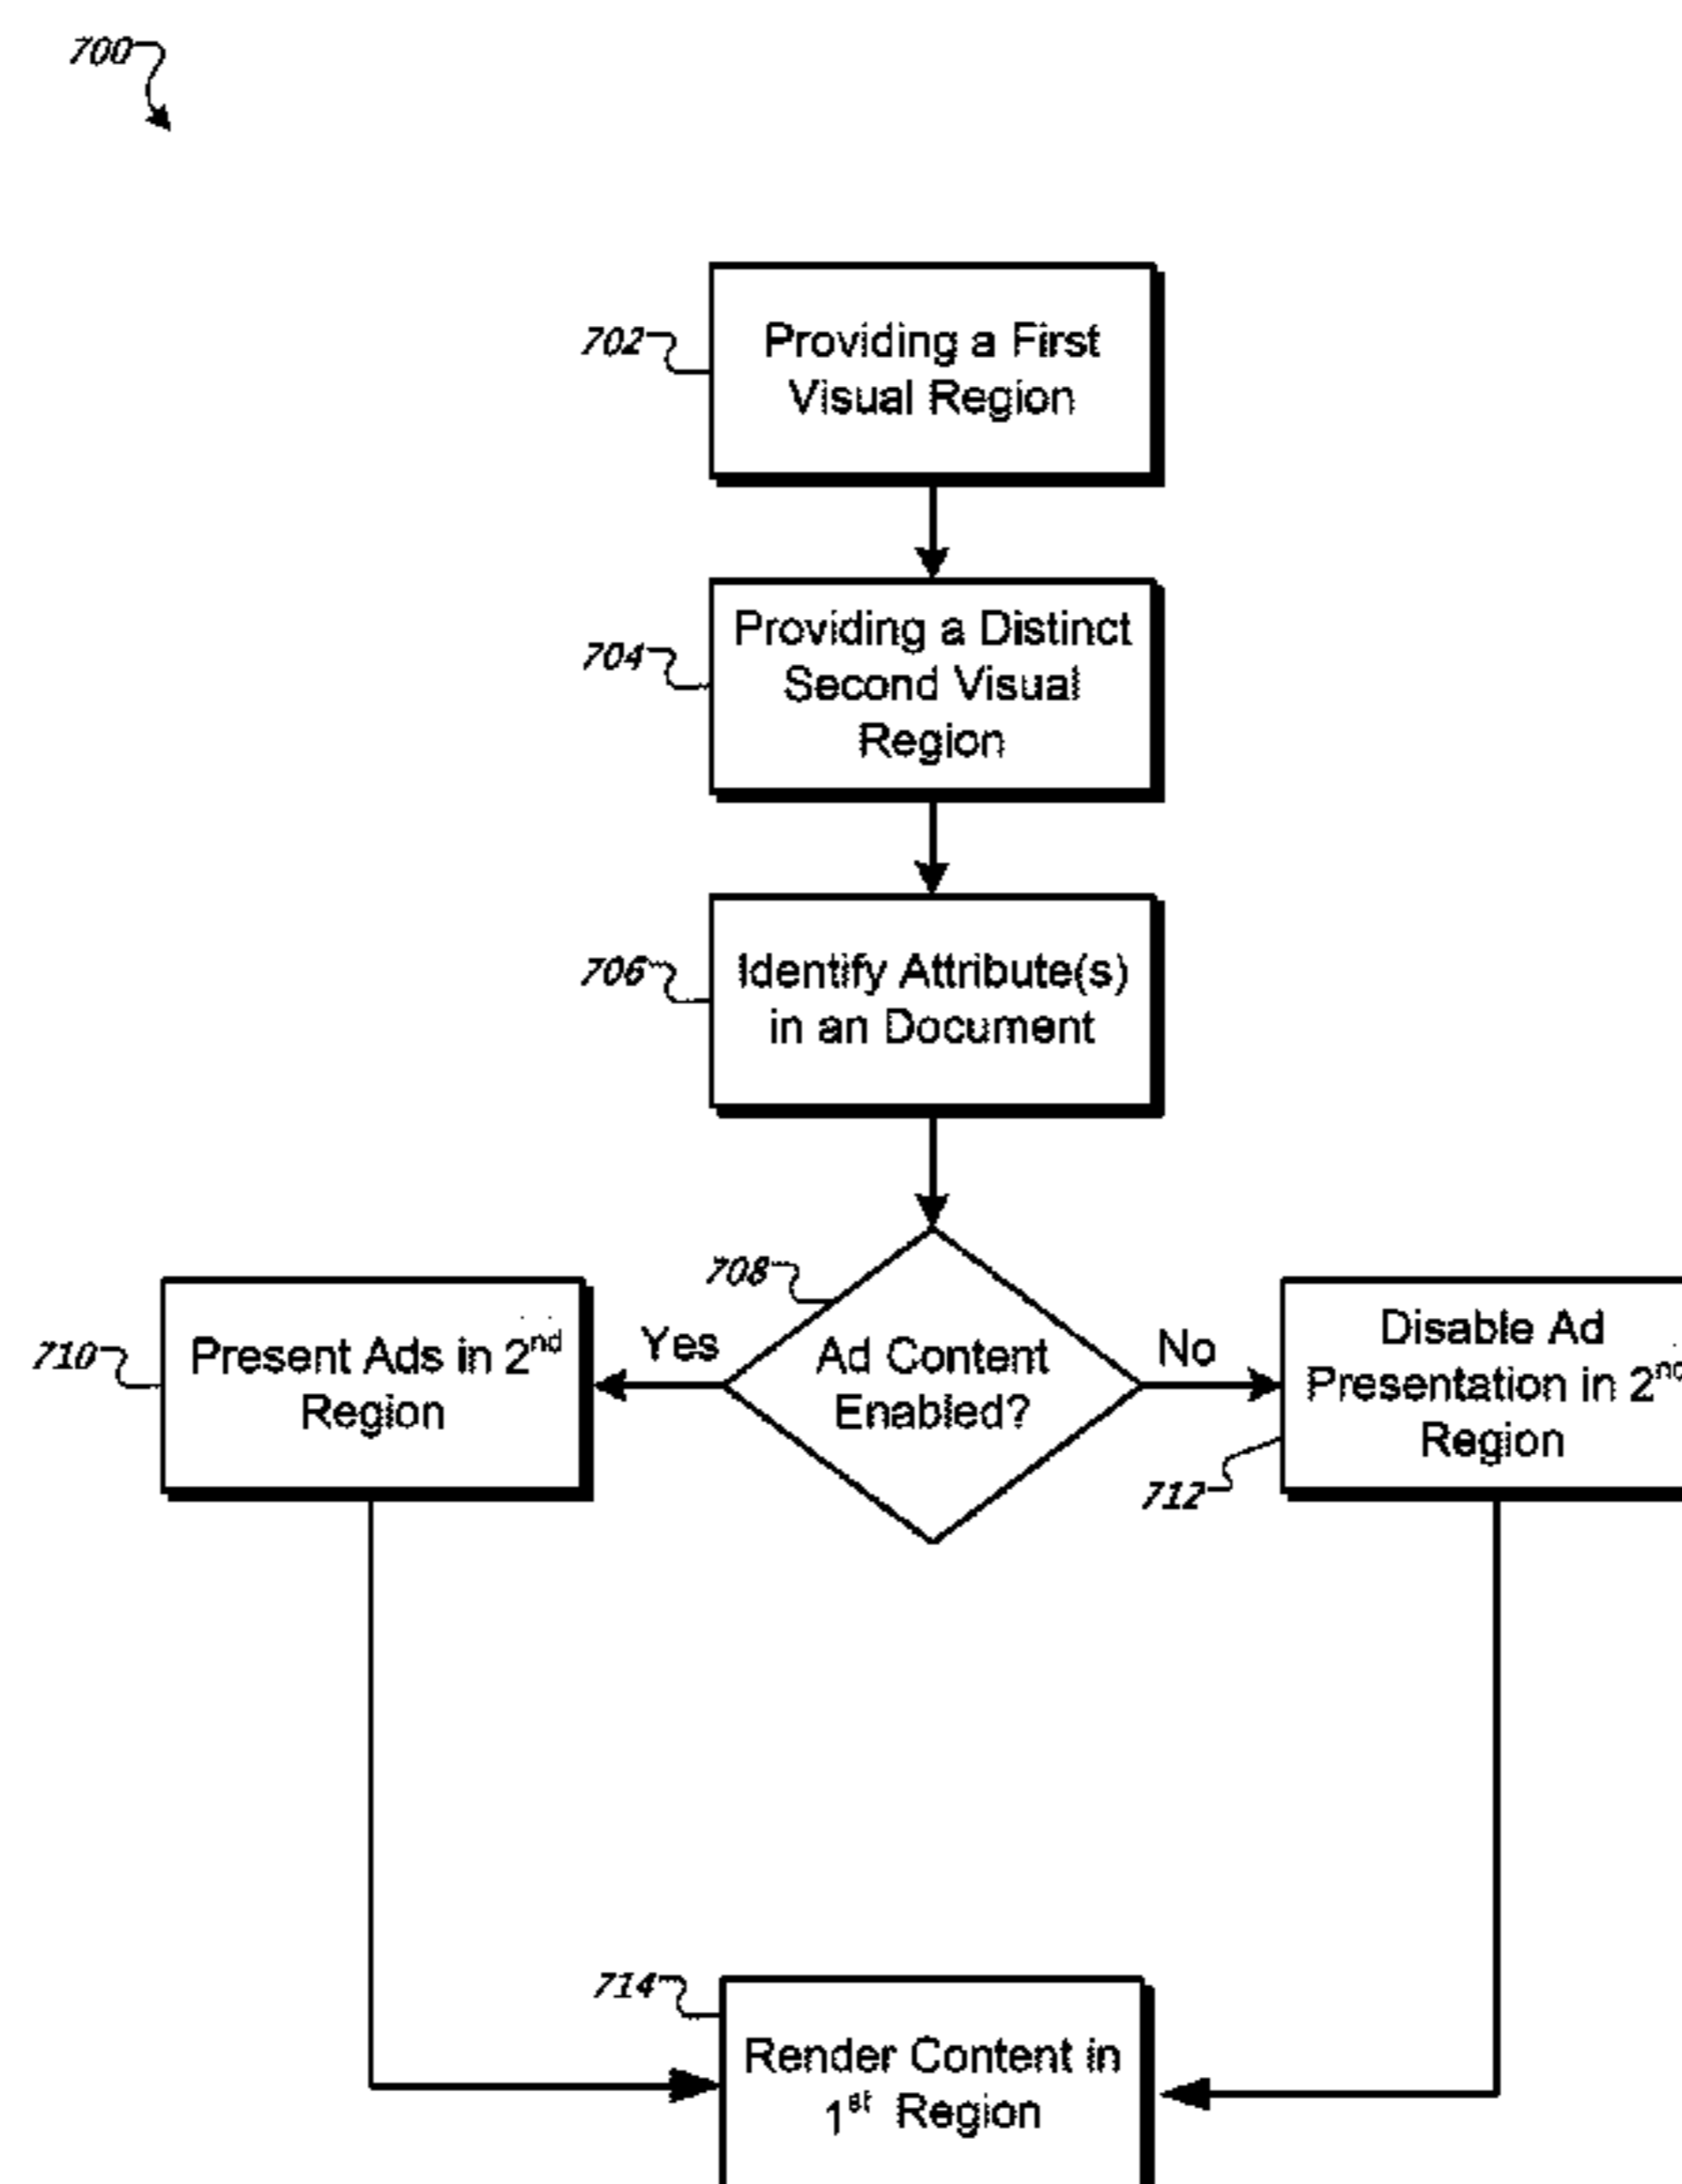 700
702
Providing a First
Visual Region
704
Providing a Distinct
Second Visual
Region
706
Identify Attribute(s)
in an Document
708
Ad Content
Enabled?
Yes
No
710
Present Ads in 2nd
Region
Disable Ad
Presentation in 2nd
Region
712
714
Render Content in
1st Region